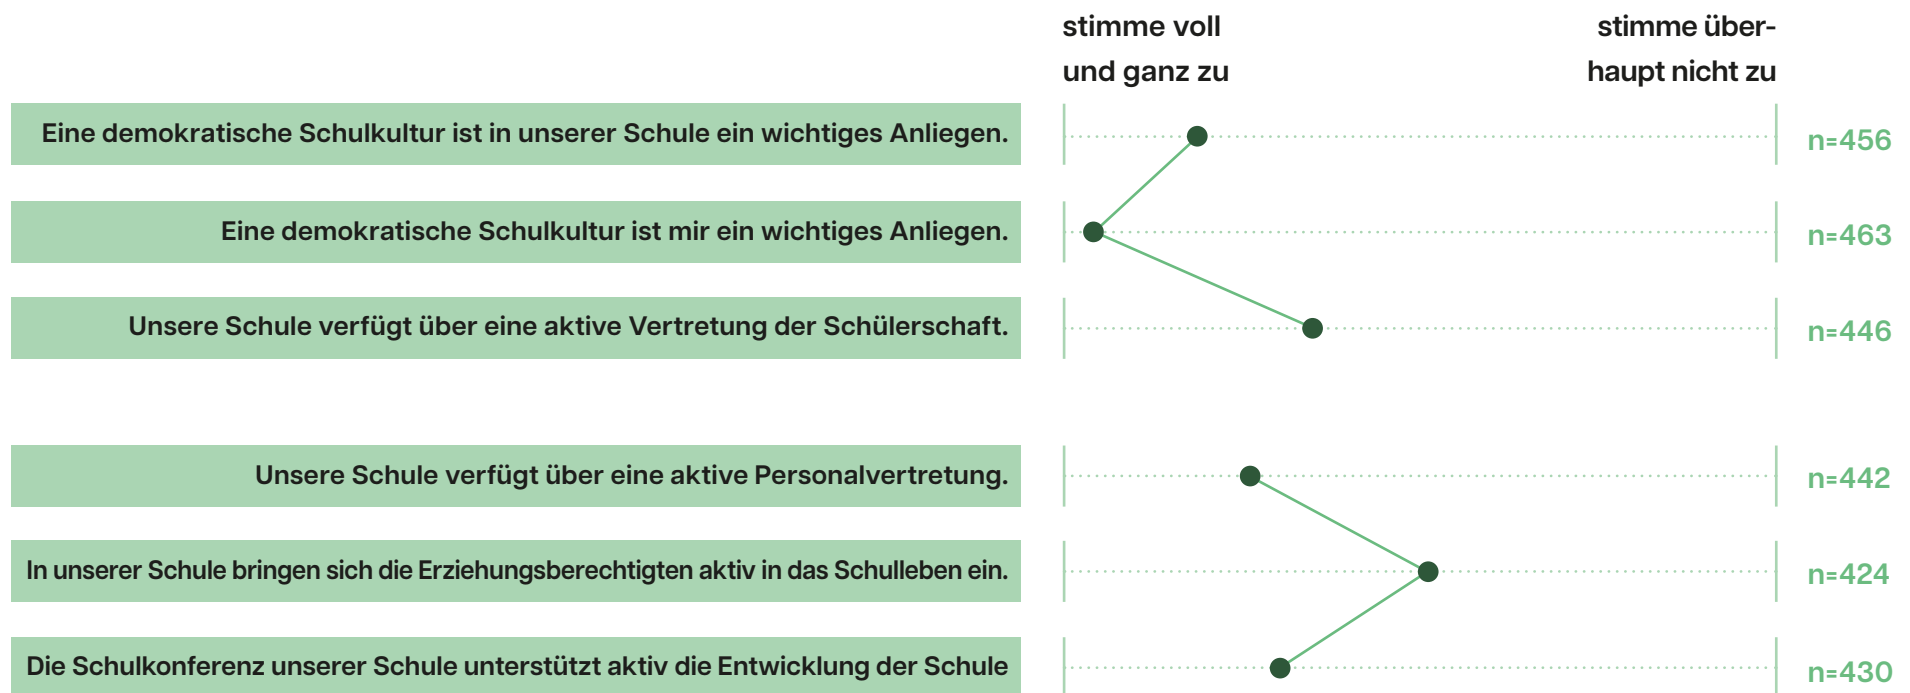 stimme voll
und ganz zu
stimme über-
haupt nicht zu
Eine demokratische Schulkultur ist in unserer Schule ein wichtiges Anliegen.
n=456
Eine demokratische Schulkultur ist mir ein wichtiges Anliegen.
n=463
Unsere Schule verfügt über eine aktive Vertretung der Schülerschaft.
n=446
Unsere Schule verfügt über eine aktive Personalvertretung.
n=442
In unserer Schule bringen sich die Erziehungsberechtigten aktiv in das Schulleben ein.
n=424
Die Schulkonferenz unserer Schule unterstützt aktiv die Entwicklung der Schule
n=430